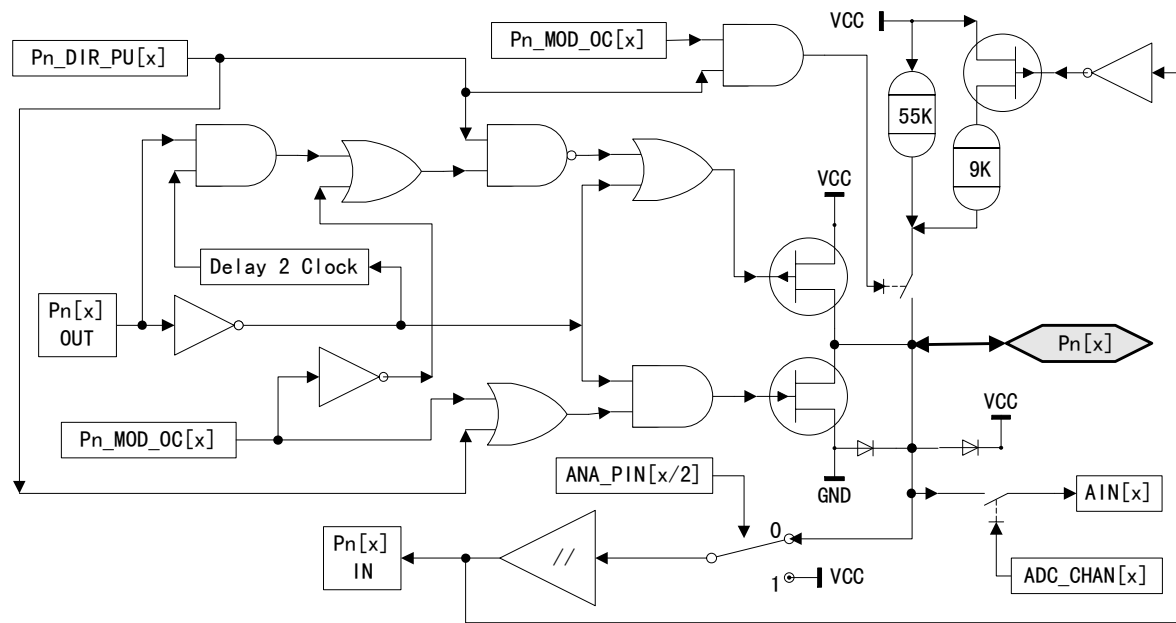 Pn_MOD_OC[x]
VCC
Pn_DIR_PU[x]
55K
9K
VCC
Delay 2 Clock
Pn[x]
OUT
Pn[x]
VCC
Pn_MOD_OC[x]
ANA_PIN[x/2]
GND
AIN[x]
0
Pn[x]
IN
//
1
VCC
ADC_CHAN[x]